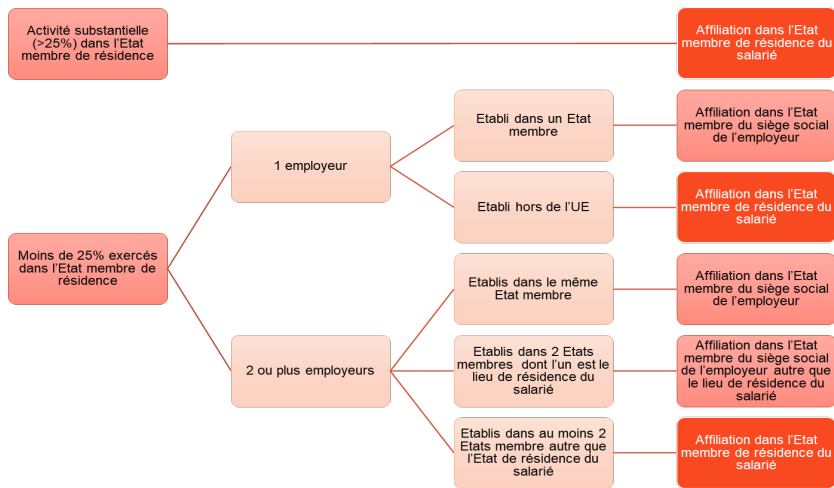 Activité substantielle
(>25%) dans l'Etat
membre de résidence
Affiliation dans l'Etat
membre de résidence du
salarié
Moins de 25% exercés
dans l'Etat membre de
résidence
1 employeur
Etabli dans un Etat
membre
Affiliation dans l'Etat
membre du siège social
de l'employeur
Etabli hors de l'UE
Affiliation dans l'Etat
membre de résidence du
salarié
2 ou plus employeurs
Etablis dans le même
Etat membre
Affiliation dans l'Etat
membre du siège social
de l'employeur
Etablis dans 2 Etats
membres dont l'un est le
lieu de résidence du
salarié
Affiliation dans l'Etat
membre du siège social
de l'employeur autre que
le lieu de résidence du
salarié
Etablis dans au moins 2
Etats membre autre que
l'Etat de résidence du
salarié
Affiliation dans l'Etat
membre de résidence du
salarié